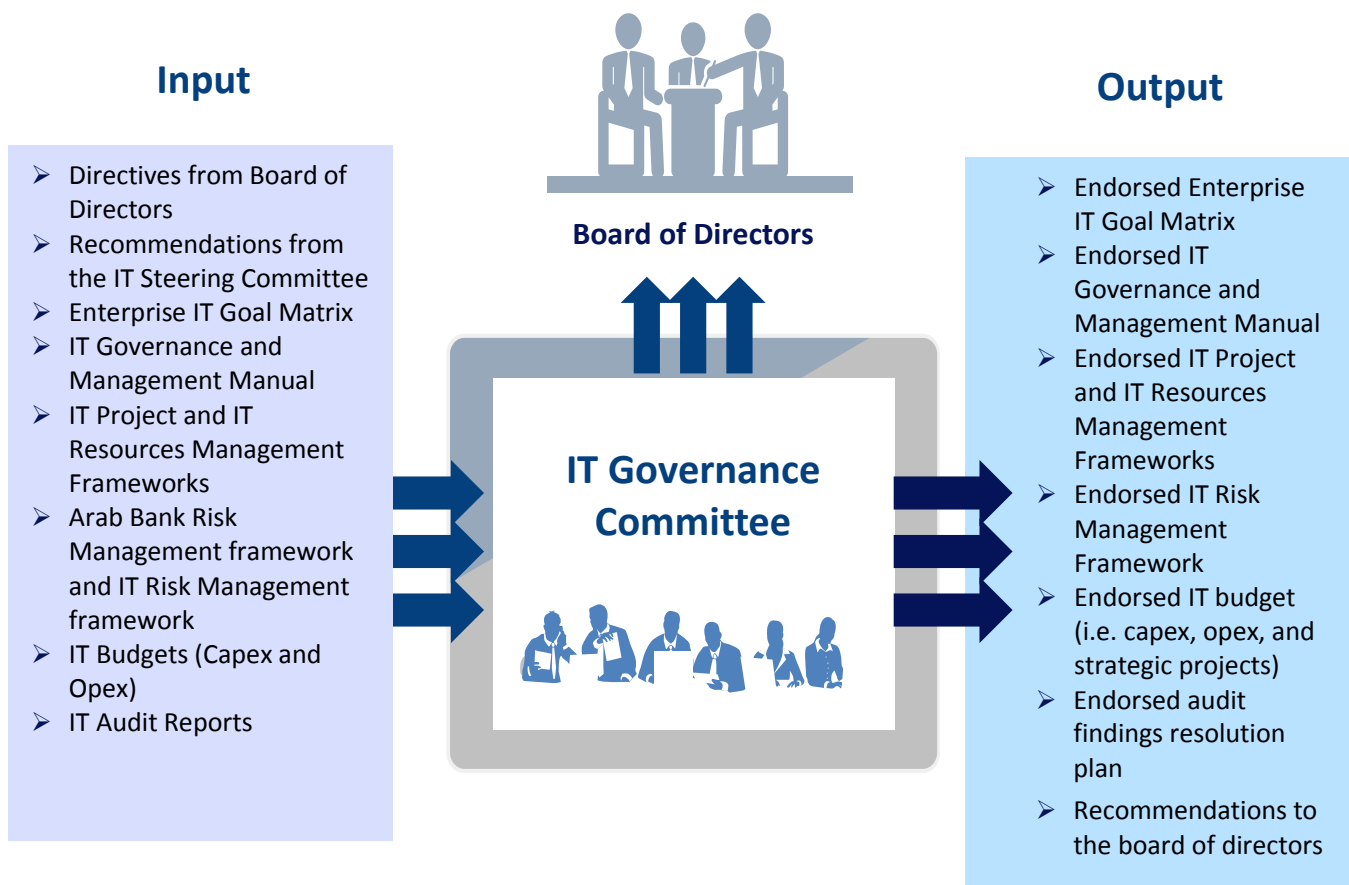 Input
➢ Directives from Board of
Directors
➢ Recommendations from
the IT Steering Committee
➢ Enterprise IT Goal Matrix
➢ IT Governance and
Management Manual
➢ IT Project and IT
Resources Management
Frameworks
➢ Arab Bank Risk
Management framework
and IT Risk Management
framework
➢ IT Budgets (Capex and
Opex)
➢ IT Audit Reports
Board of Directors
IT Governance
Committee
Output
➢ Endorsed Enterprise
IT Goal Matrix
➢ Endorsed IT
Governance and
Management Manual
➢ Endorsed IT Project
and IT Resources
Management
Frameworks
➢ Endorsed IT Risk
Management
Framework
➢ Endorsed IT budget
(i.e. capex, opex, and
strategic projects)
➢ Endorsed audit
findings resolution
plan
➢ Recommendations to
the board of directors